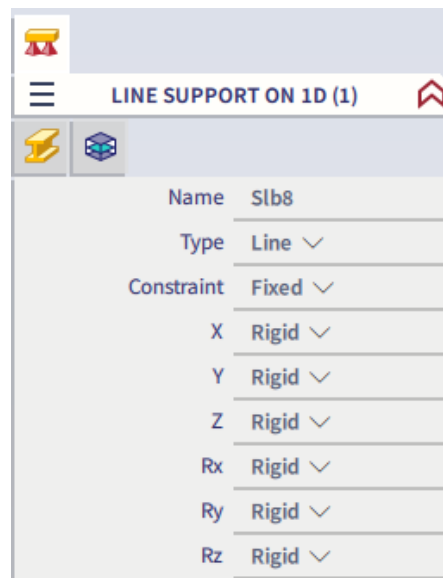 LINE SUPPORT ON 1D (1)
Name Slb8
Type Line
Constraint Fixed
X Rigid
Y Rigid
Z Rigid
Rx Rigid
Ry Rigid
Rz Rigid